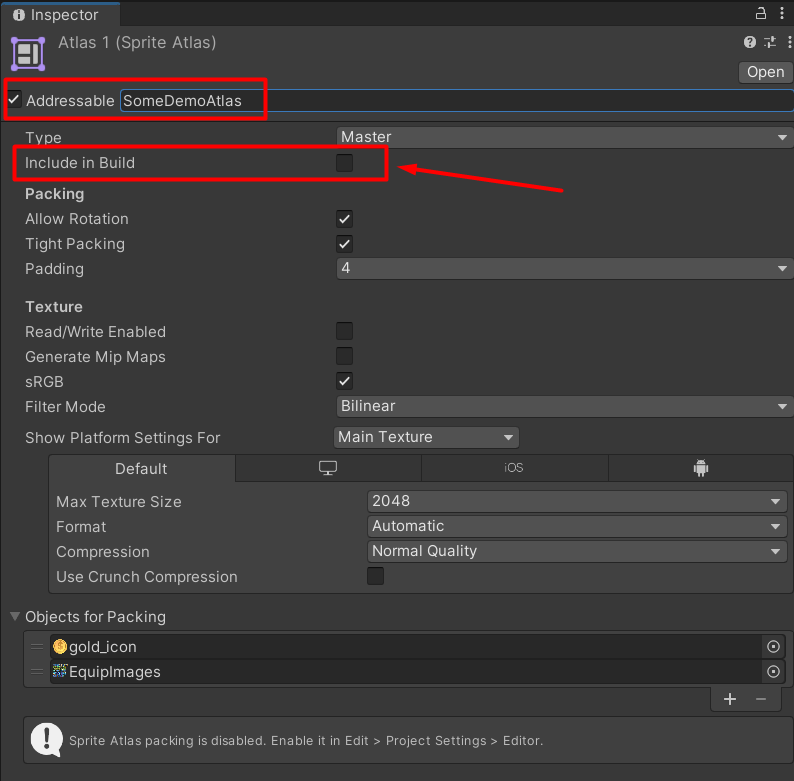 Inspector
Atlas 1 (Sprite Atlas)
Open
Addressable SomeDemoAtlas
Type Master
Include in Build
Packing
Allow Rotation
Tight Packing
Padding 4
Texture
Read/Write Enabled
Generate Mip Maps
sRGB
Filter Mode Bilinear
Show Platform Settings For Main Texture
Default iOS
Max Texture Size 2048
Format Automatic
Compression Normal Quality
Use Crunch Compression
Objects for Packing
gold_icon
EquipImages
Sprite Atlas packing is disabled. Enable it in Edit > Project Settings > Editor.